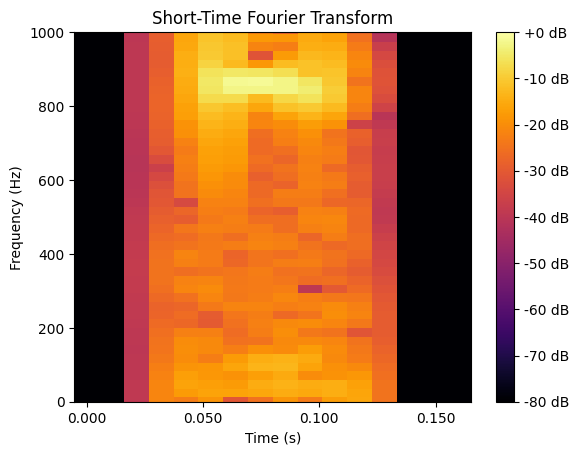 Short-Time Fourier Transform
1000
800
600
400
200
0
Frequency (Hz)
0.000
0.050
0.100
0.150
Time (s)
+0 dB
-10 dB
-20 dB
-30 dB
-40 dB
-50 dB
-60 dB
-70 dB
-80 dB